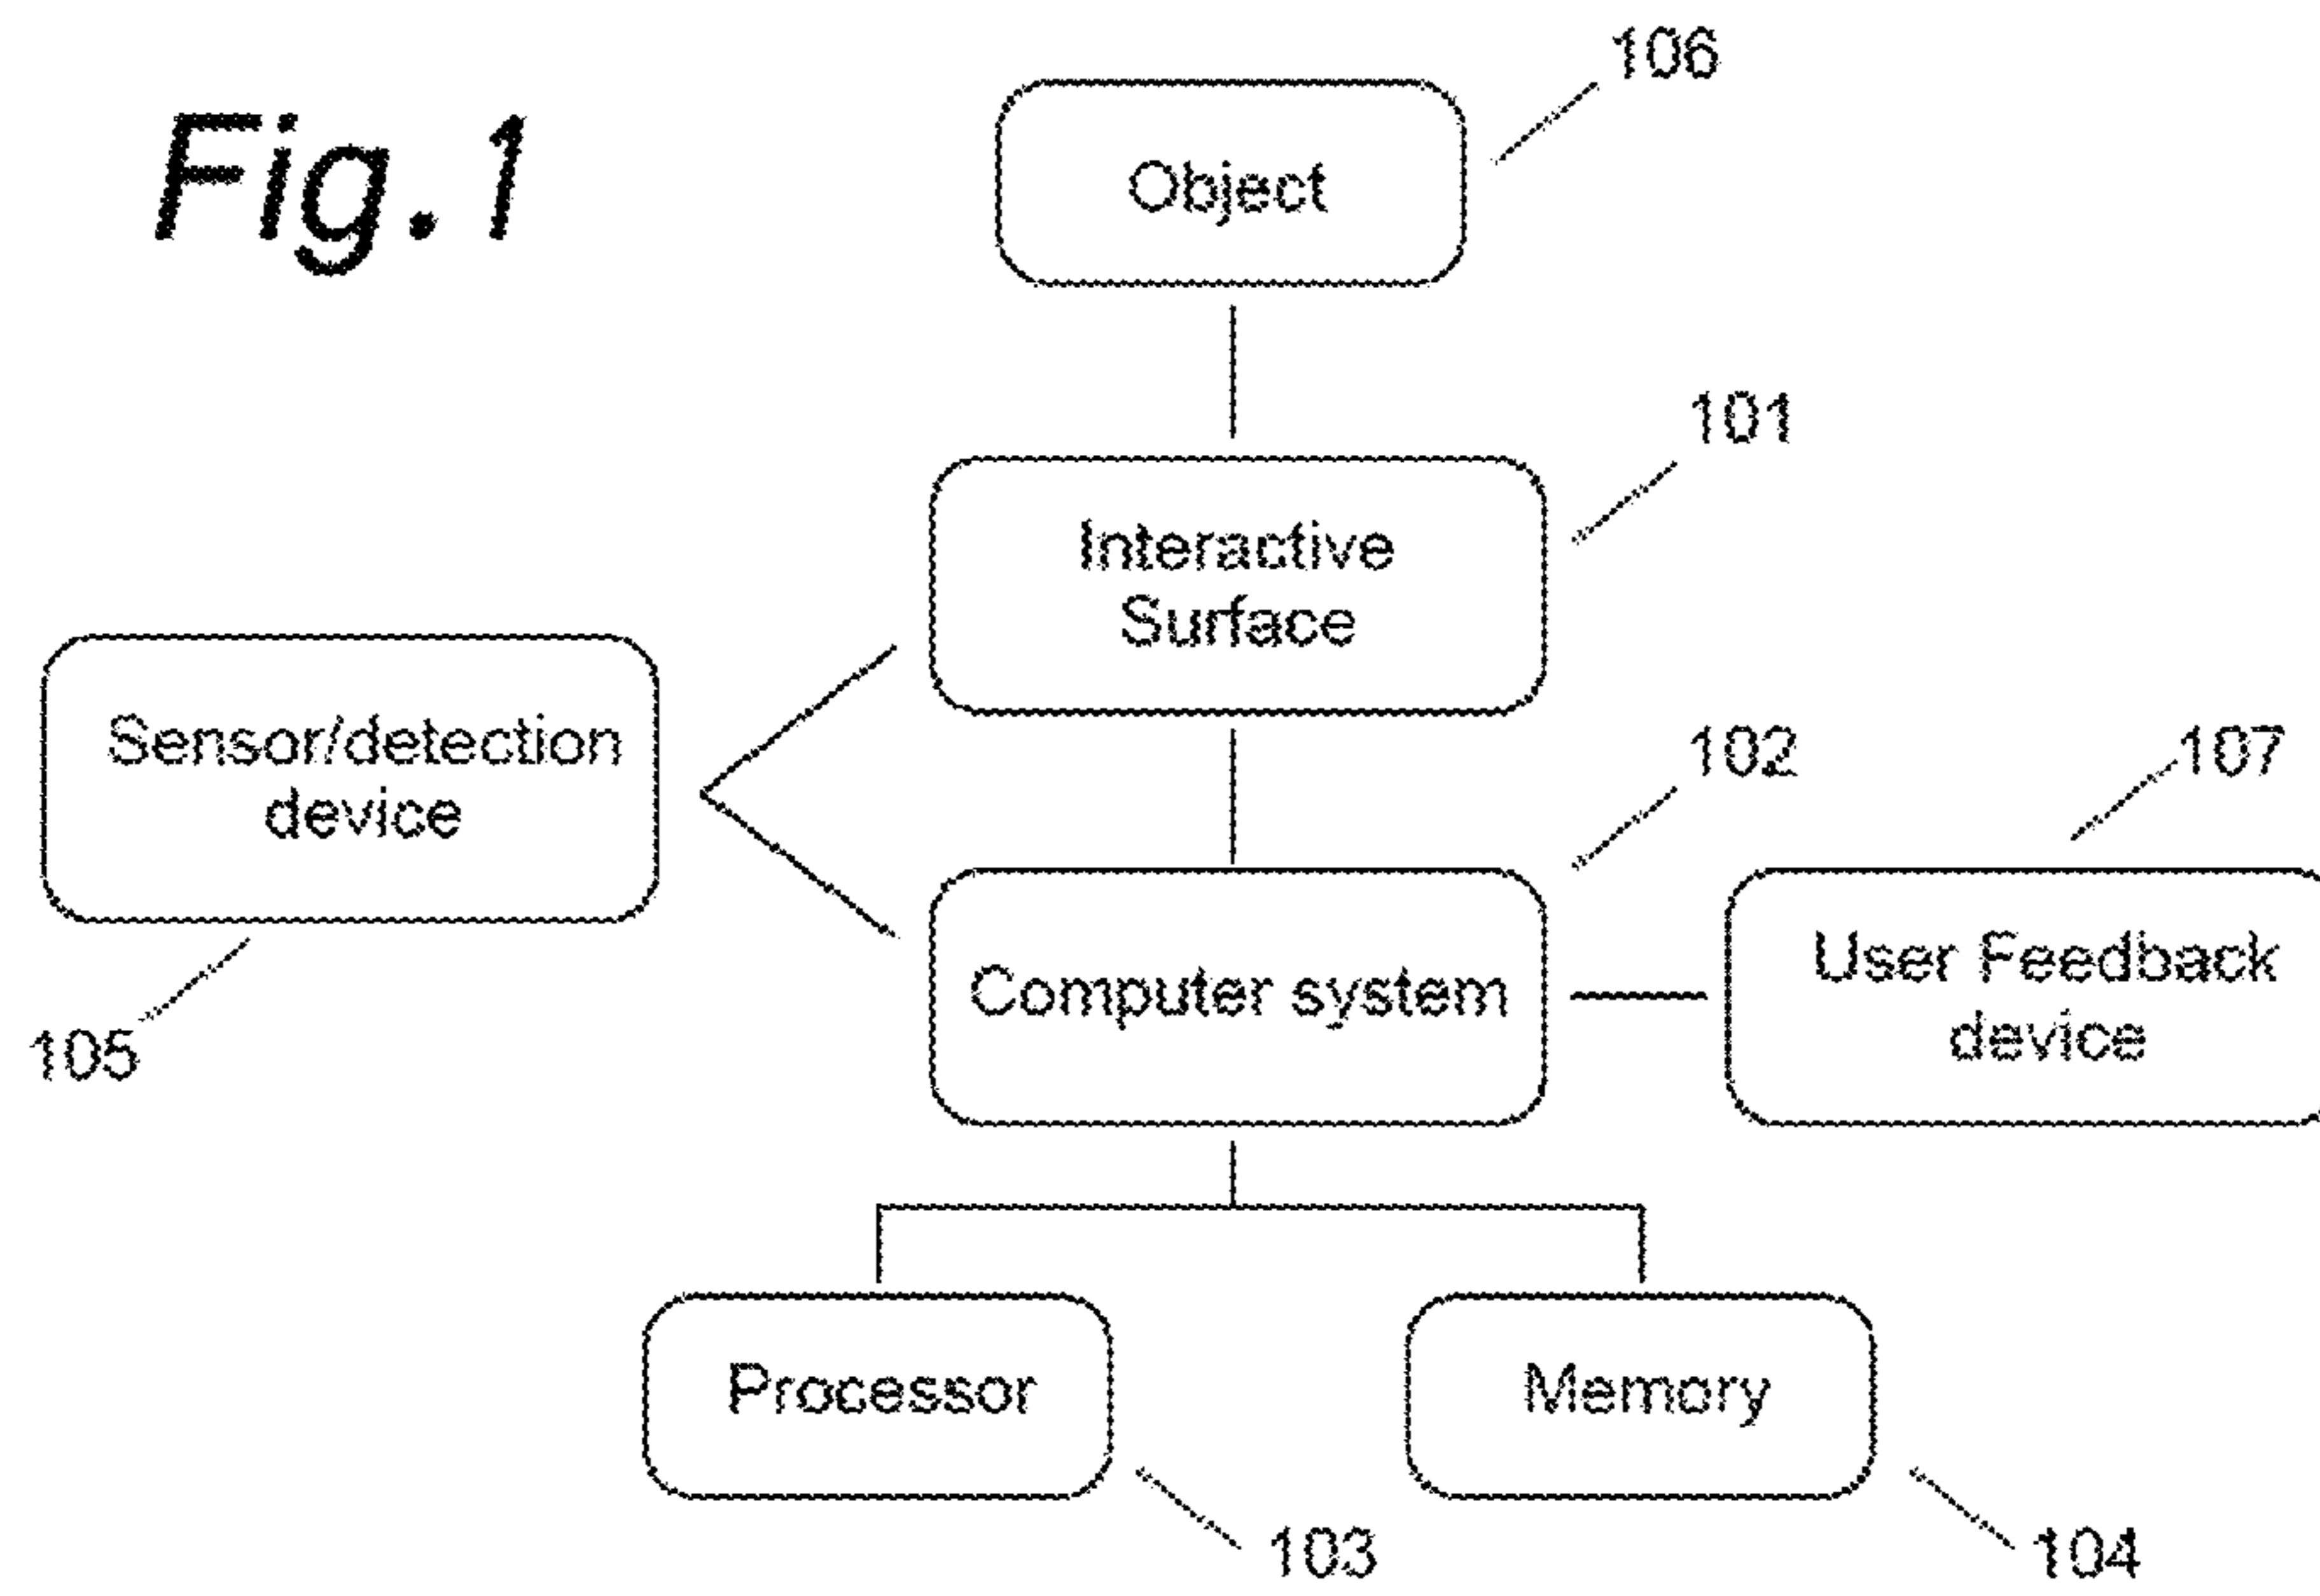 Fig.1
106
Object
101
Interactive
Surface
Sensor/detection
device
105
102
107
Computer system
User Feedback
device
Processor
Memory
103
104